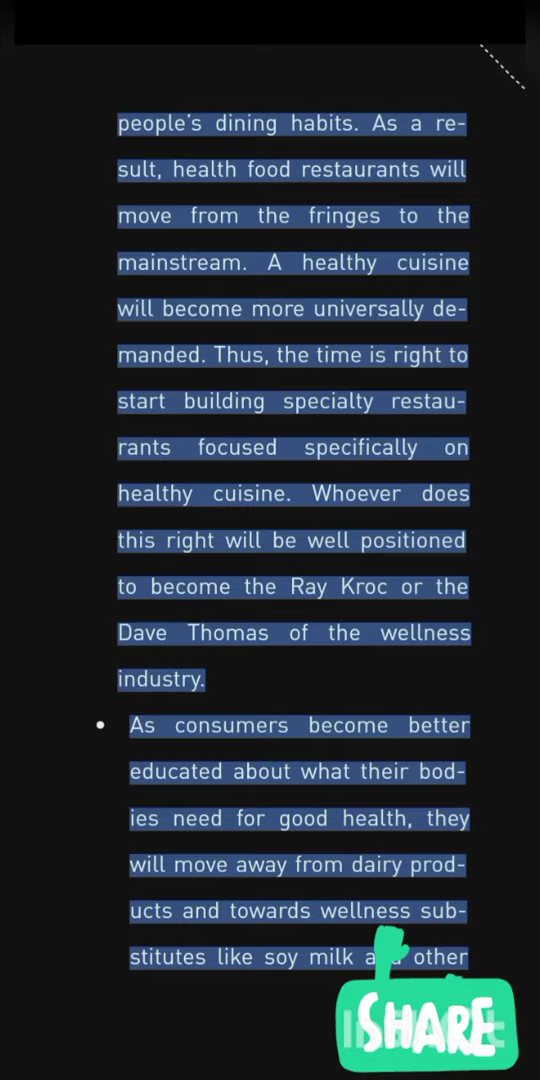 people's dining habits. As a re-
sult, health food restaurants will
move from the fringes to the
mainstream. A healthy cuisine
will become more universally de-
manded. Thus, the time is right to
start building specialty restau-
rants focused specifically on
healthy cuisine. Whoever does
this right will be well positioned
to become the Ray Kroc or the
Dave Thomas of the wellness
industry.
• As consumers become better
educated about what their bod-
ies need for good health, they
will move away from dairy prod-
ucts and towards wellness sub-
stitutes like soy milk and other
SHARE